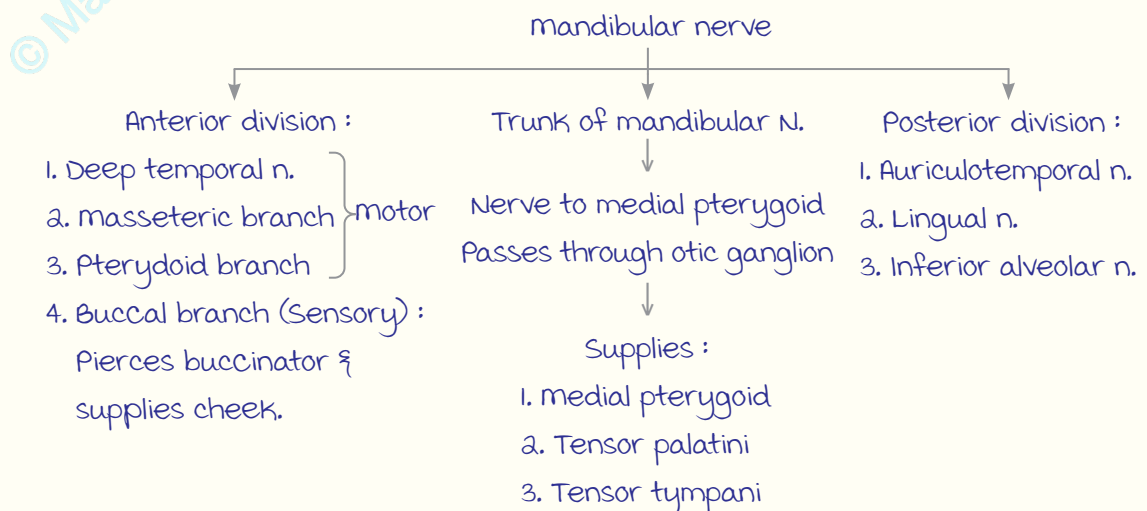 © Ma
mandibular nerve
Anterior division :
1. Deep temporal n.
2. masseteric branch
3. Pterydoid branch
motor
4. Buccal branch (Sensory) :
Pierces buccinator &
supplies cheek.
Trunk of mandibular N.
Nerve to medial pterygoid
Passes through otic ganglion
Supplies :
1. medial pterygoid
2. Tensor palatini
3. Tensor tympani
Posterior division :
1. Auriculotemporal n.
2. Lingual n.
3. Inferior alveolar n.